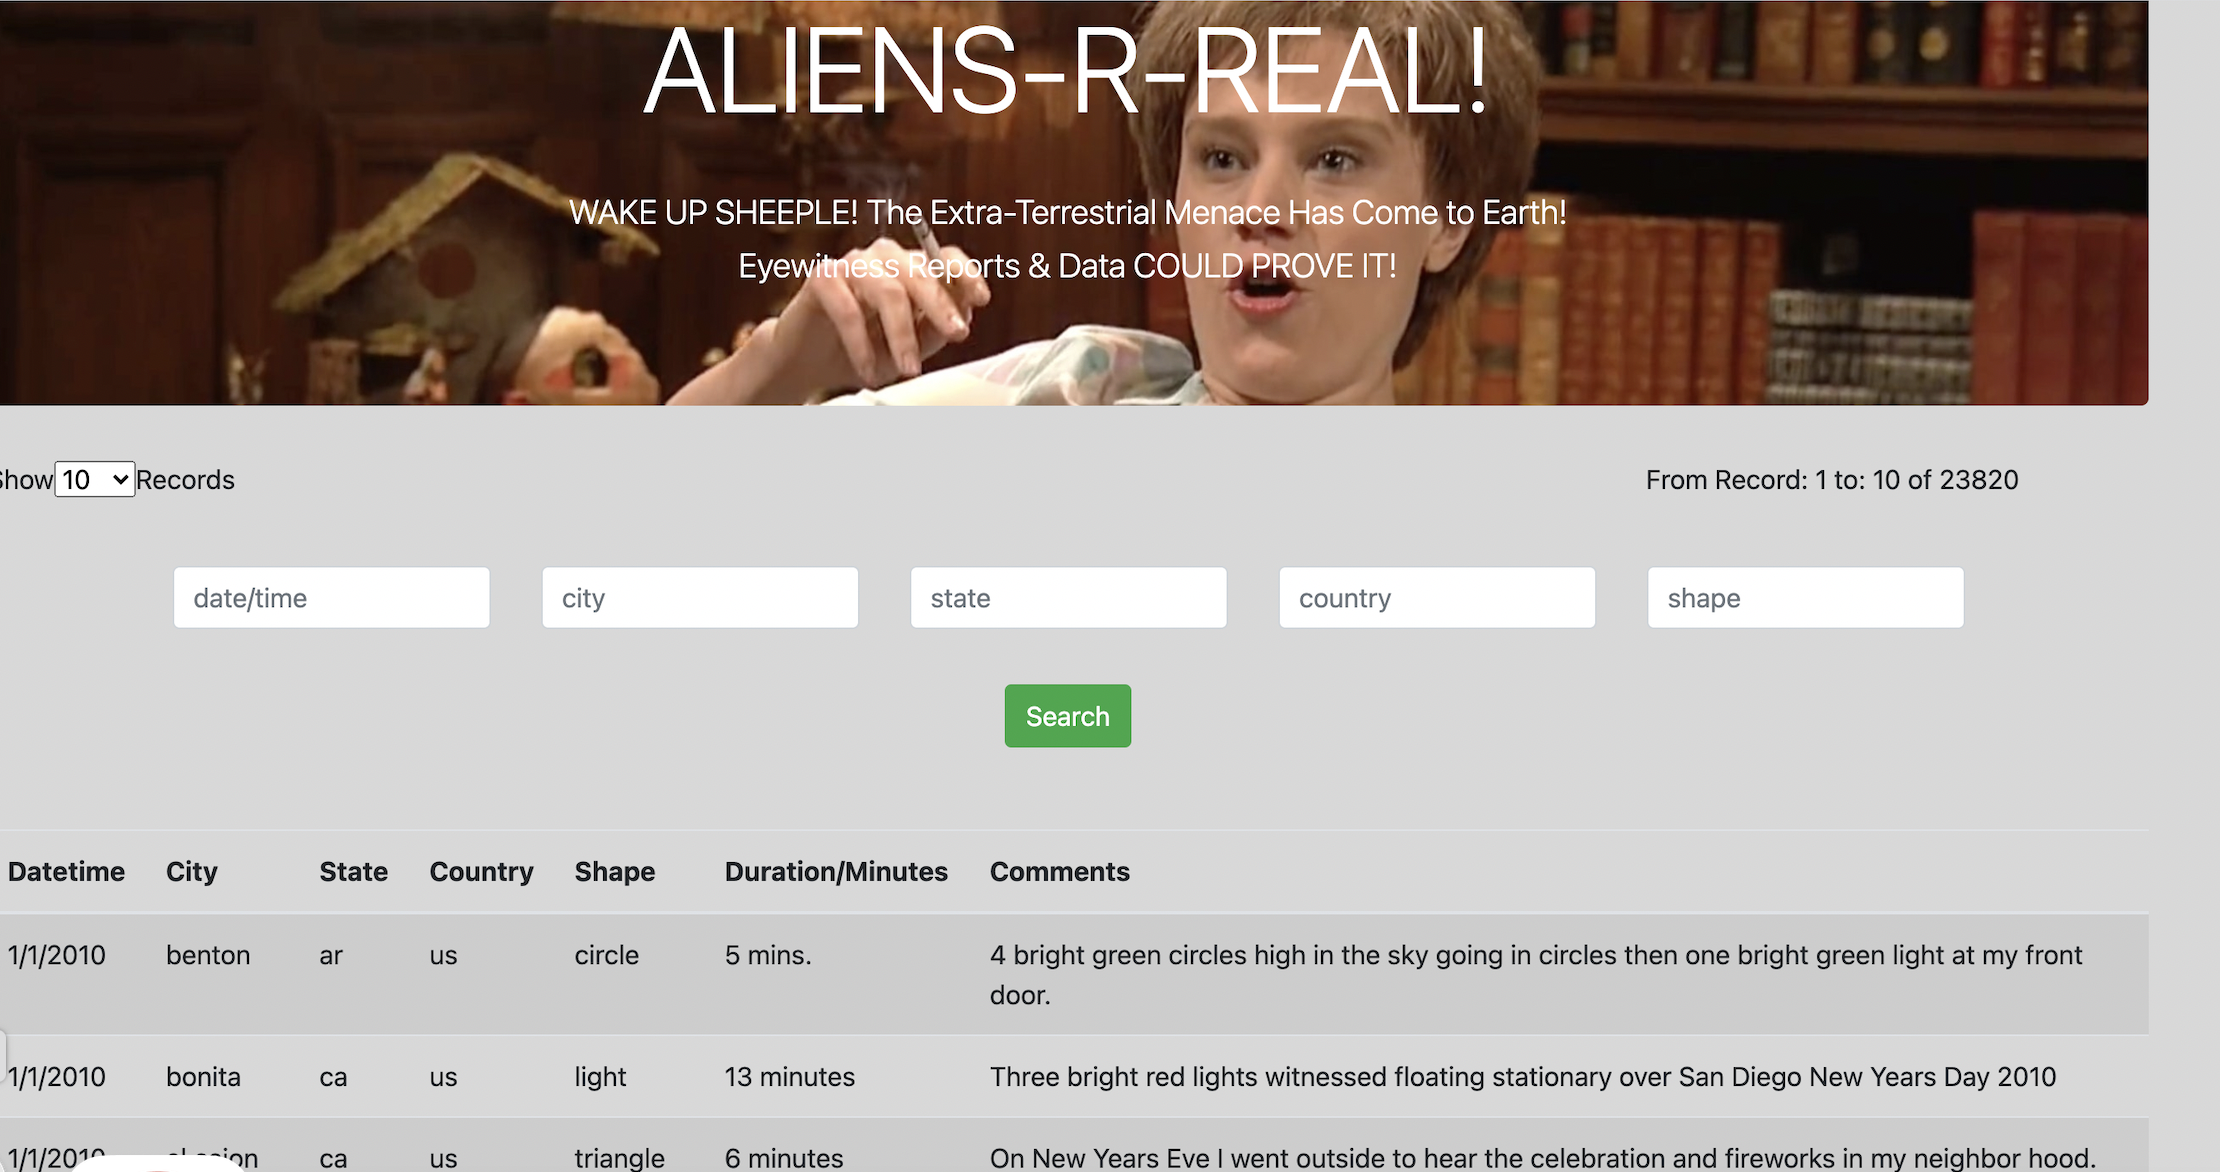 ALIENS-R-REAL!
WAKE UP SHEEPLE! The Extra-Terrestrial Menace Has Come to Earth!
Eyewitness Reports & Data COULD PROVE IT!
Show 10 Records
From Record: 1 to: 10 of 23820
date/time city state country shape
Search
Datetime City State Country Shape Duration/Minutes Comments
1/1/2010 benton ar us circle 5 mins. 4 bright green circles high in the sky going in circles then one bright green light at my front
door.
1/1/2010 bonita ca us light 13 minutes Three bright red lights witnessed floating stationary over San Diego New Years Day 2010
1/1/2010 ca us triangle 6 minutes On New Years Eve I went outside to hear the celebration and fireworks in my neighbor hood.